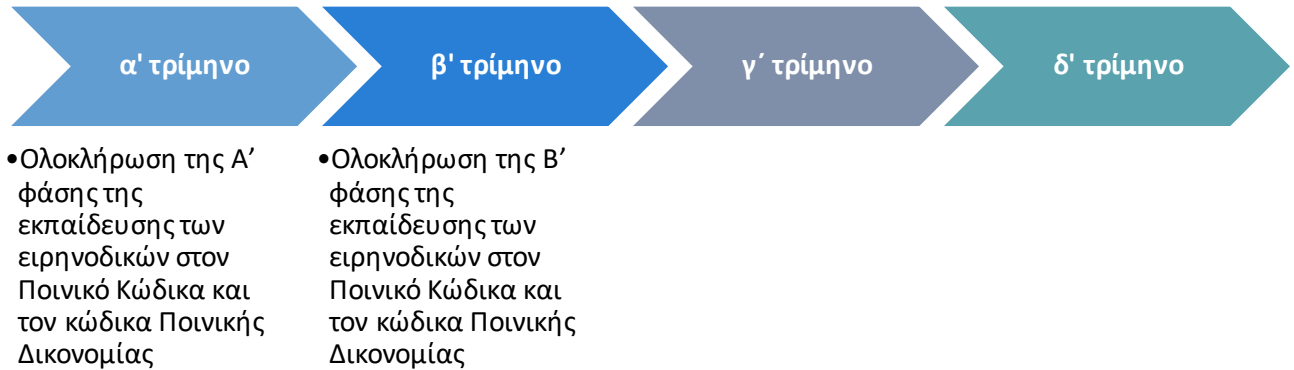 α' τρίμηνο
β' τρίμηνο
γ΄ τρίμηνο
δ' τρίμηνο
•Ολοκλήρωση της Α’
φάσης της
εκπαίδευσης των
ειρηνοδικών στον
Ποινικό Κώδικα και
τον κώδικα Ποινικής
Δικονομίας
•Ολοκλήρωση της Β’
φάσης της
εκπαίδευσης των
ειρηνοδικών στον
Ποινικό Κώδικα και
τον κώδικα Ποινικής
Δικονομίας